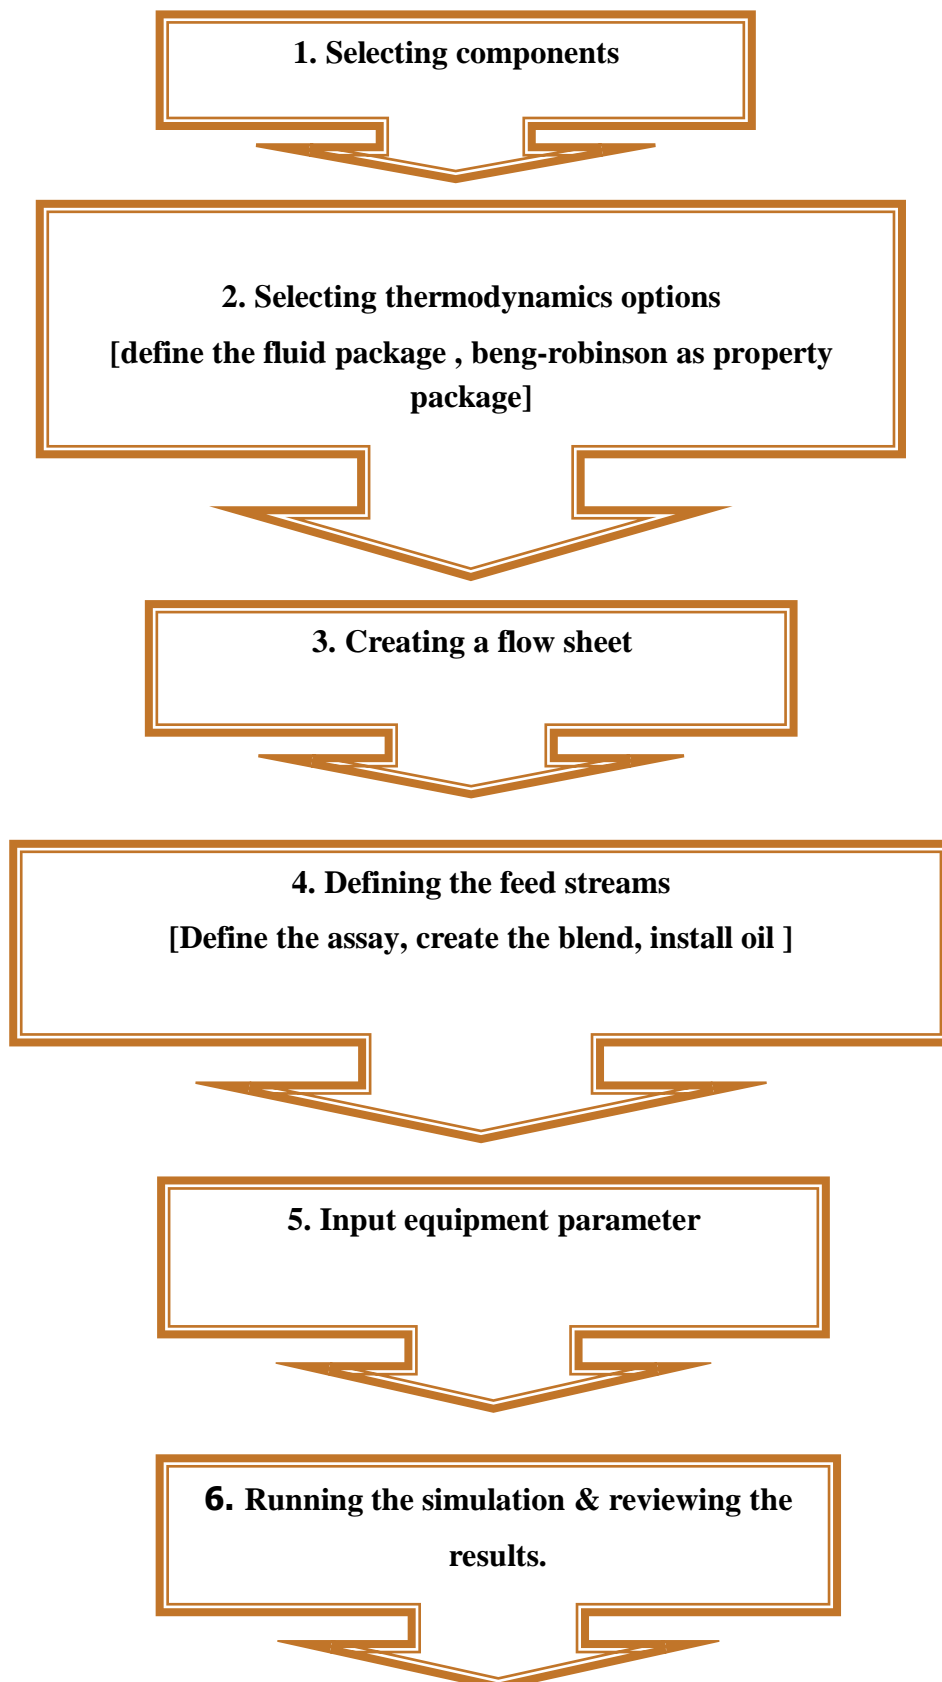 1. Selecting components
2. Selecting thermodynamics options
[define the fluid package , beng-robinson as property
package]
3. Creating a flow sheet
4. Defining the feed streams
[Define the assay, create the blend, install oil ]
5. Input equipment parameter
6. Running the simulation & reviewing the
results.